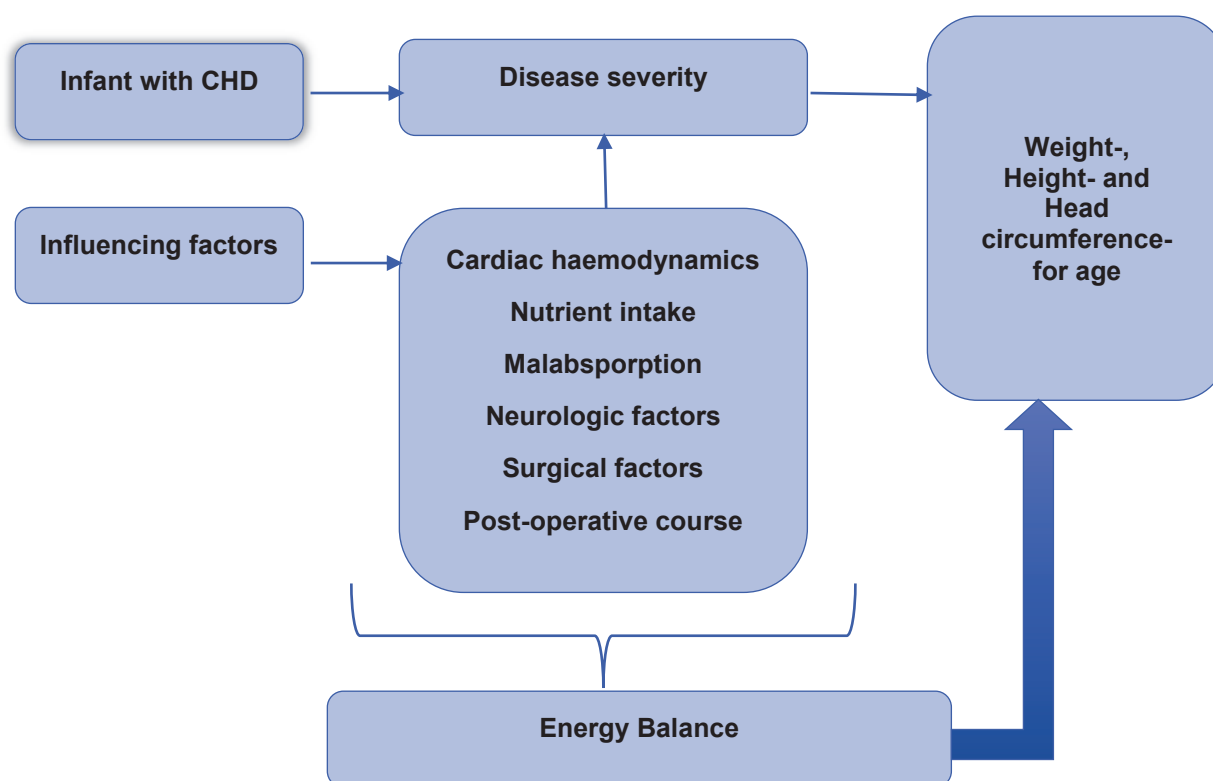 Infant with CHD
Disease severity
Weight-,
Height- and
Head
circumference-
for age
Influencing factors
Cardiac haemodynamics
Nutrient intake
Malabsporption
Neurologic factors
Surgical factors
Post-operative course
Energy Balance